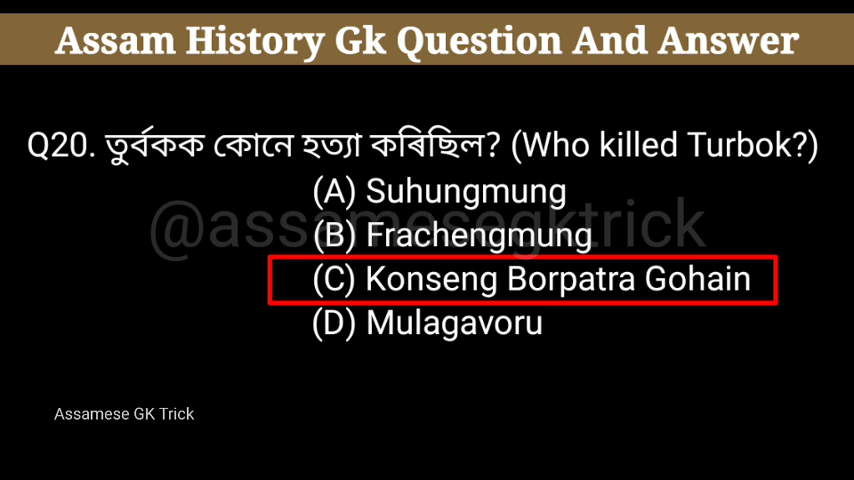 Assam History Gk Question And Answer
Q20. তুৰ্বকক কোনে হত্যা কৰিছিল? (Who killed Turbok?)
(A) Suhungmung
@assamesegktrick
(B) Frachengmung
(C) Konseng Borpatra Gohain
(D) Mulagavoru
Assamese GK Trick